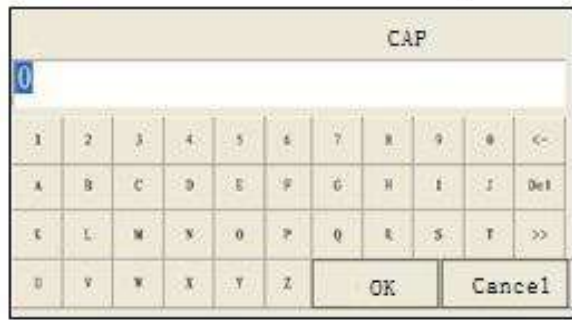 CAP
0
1 2 3 4 5 6 7 8 9 0 <-
A B C D E F G H I J Del
K L M N O P Q R S T >>
U V W X Y Z OK Cancel